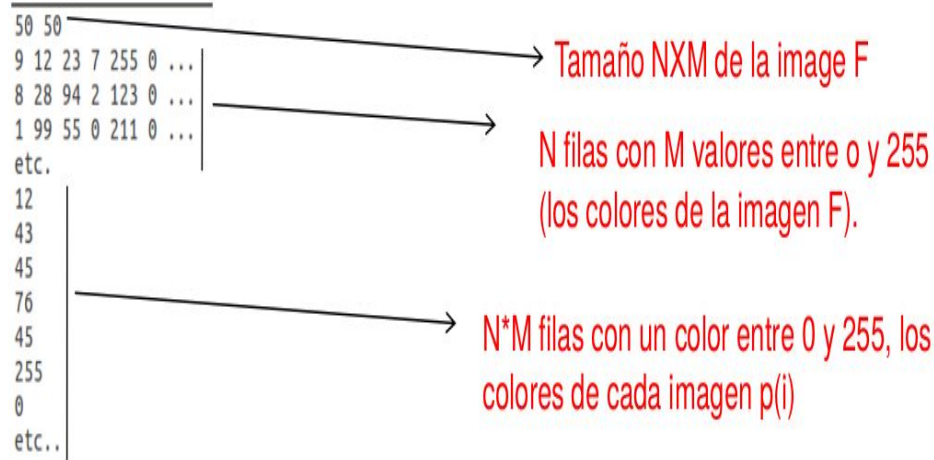 50 50
Tamaño NXM de la image F
9 12 23 7 255 0 ...
8 28 94 2 123 0 ...
1 99 55 0 211 0 ...
etc.
N filas con M valores entre o y 255
(los colores de la imagen F).
12
43
45
76
45
255
0
etc..
N*M filas con un color entre 0 y 255, los
colores de cada imagen p(i)